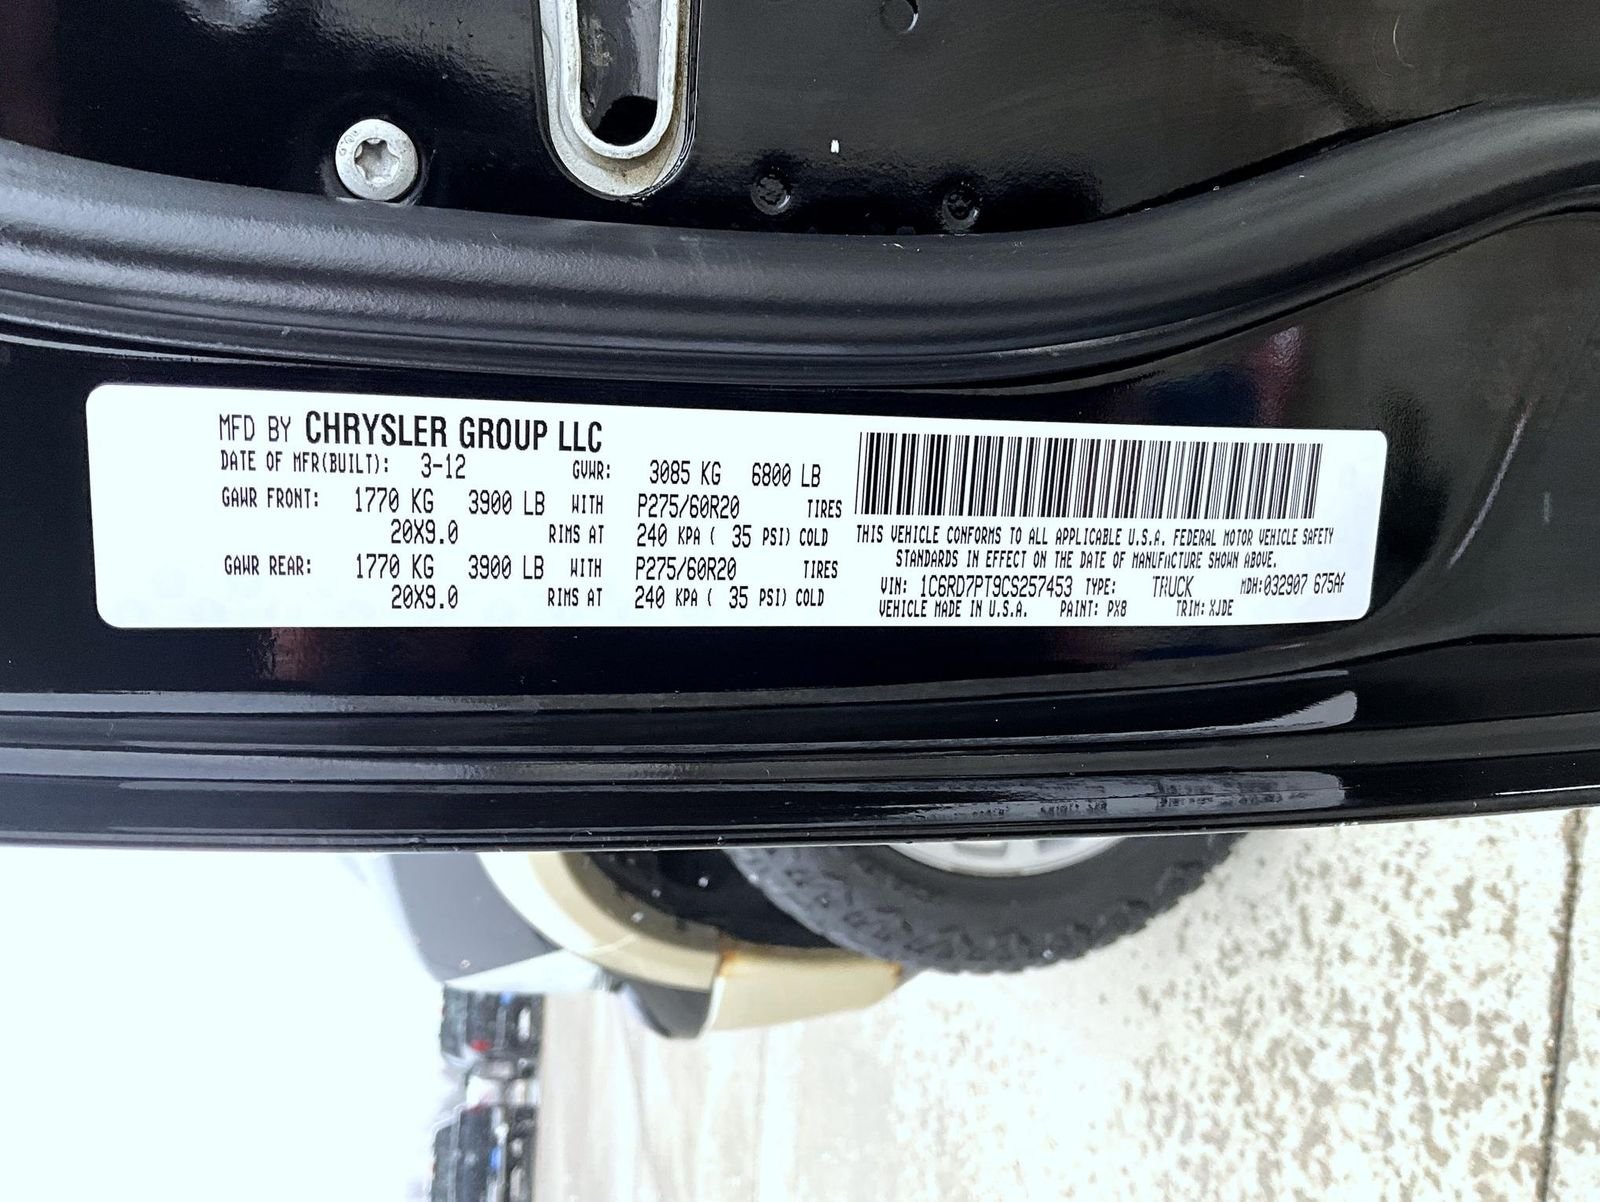 MFD BY CHRYSLER GROUP LLC
DATE OF MFR(BUILT): 3-12 GVWR: 3085 KG 6800 LB
GAWR FRONT: 1770 KG 3900 LB WITH P275/60R20 TIRES
20X9.0 RIMS AT 240 KPA ( 35 PSI) COLD
GAWR REAR: 1770 KG 3900 LB WITH P275/60R20 TIRES
20X9.0 RIMS AT 240 KPA ( 35 PSI) COLD
THIS VEHICLE CONFORMS TO ALL APPLICABLE U.S.A. FEDERAL MOTOR VEHICLE SAFETY
STANDARDS IN EFFECT ON THE DATE OF MANUFACTURE SHOWN ABOVE.
VIN: 1C6RD7PT9CS257453 TYPE: TRUCK MDH:032907
VEHICLE MADE IN U.S.A. PAINT: PX8 TRIM: XJDE